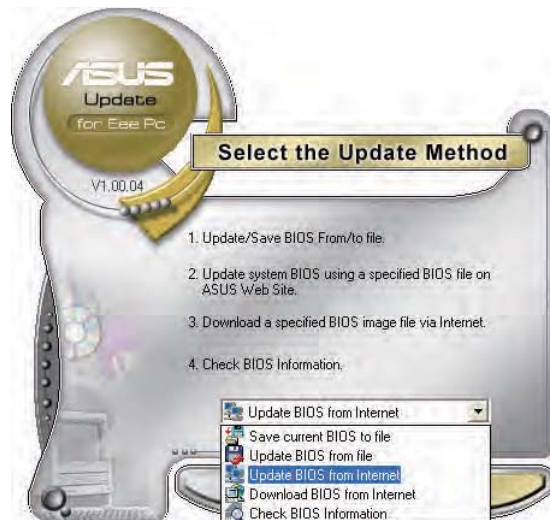 ASUS
Update
for Eee Pc
V1.00.04
Select the Update Method
1. Update/Save BIOS From/to file.
2. Update system BIOS using a specified BIOS file on
ASUS Web Site.
3. Download a specified BIOS image file via Internet.
4. Check BIOS Information.
Update BIOS from Internet
Save current BIOS to file
Update BIOS from file
Update BIOS from Internet
Download BIOS from Internet
Check BIOS Information